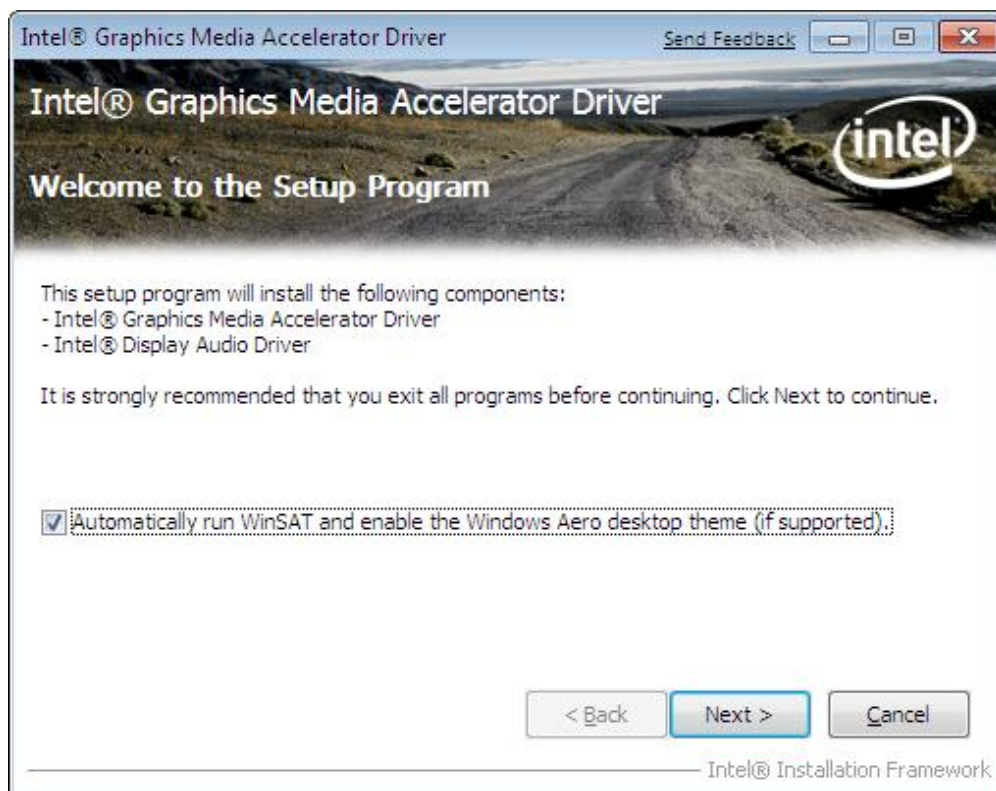 Intel® Graphics Media Accelerator Driver Send Feedback
Intel® Graphics Media Accelerator Driver
intel
Welcome to the Setup Program
This setup program will install the following components:
- Intel® Graphics Media Accelerator Driver
- Intel® Display Audio Driver
It is strongly recommended that you exit all programs before continuing. Click Next to continue.
Automatically run WinSAT and enable the Windows Aero desktop theme (if supported).
< Back Next > Cancel
Intel® Installation Framework